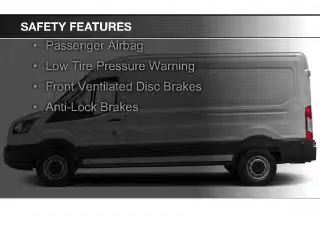 SAFETY FEATURES
• Passenger Airbag
• Low Tire Pressure Warning
• Front Ventilated Disc Brakes
• Anti-Lock Brakes